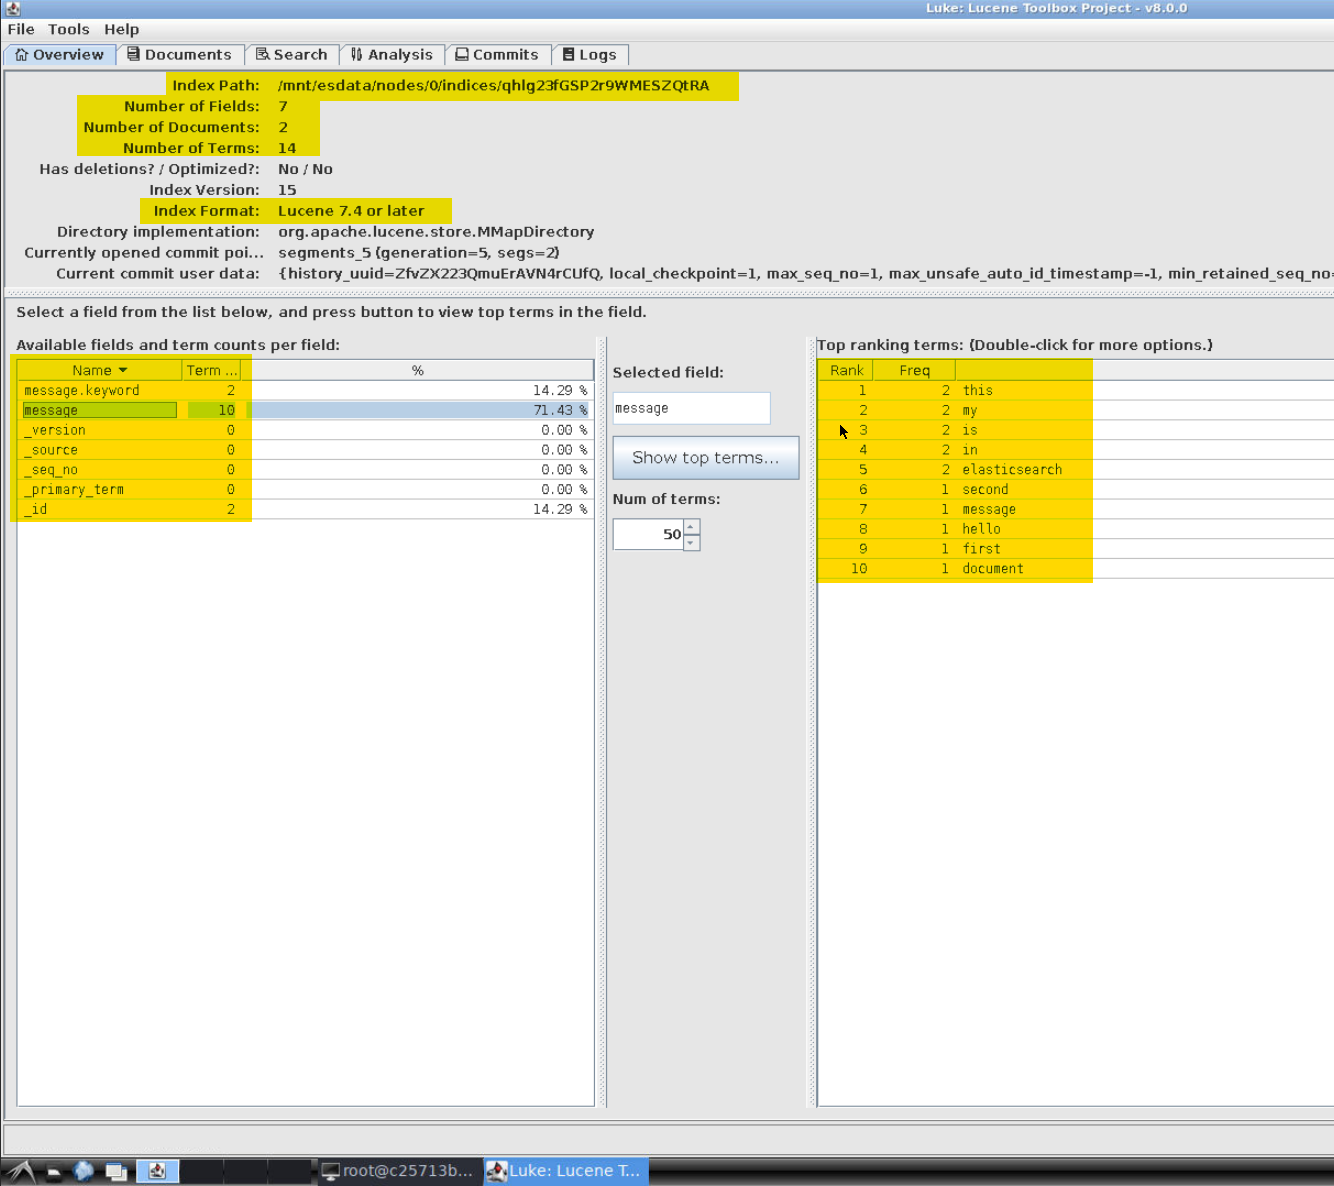 Luke: Lucene Toolbox Project - v8.0.0
File Tools Help
Overview Documents Search Analysis Commits Logs
Index Path: /mnt/esdata/nodes/0/indices/qhlg23fGSP2r9WMESZQtRA
Number of Fields: 7
Number of Documents: 2
Number of Terms: 14
Has deletions? / Optimized?: No / No
Index Version: 15
Index Format: Lucene 7.4 or later
Directory implementation: org.apache.lucene.store.MMapDirectory
Currently opened commit poi... segments_5 (generation=5, segs=2)
Current commit user data: {history_uuid=ZfvZX223QmuErAVN4rCUfQ, local_checkpoint=1, max_seq_no=1, max_unsafe_auto_id_timestamp=-1, min_retained_seq_no=
Select a field from the list below, and press button to view top terms in the field.
Available fields and term counts per field:
Name Term ... %
message.keyword 2 14.29 %
message 10 71.43 %
_version 0 0.00 %
_source 0 0.00 %
_seq_no 0 0.00 %
_primary_term 0 0.00 %
_id 2 14.29 %
Selected field:
message
Show top terms...
Num of terms:
50
Top ranking terms: (Double-click for more options.)
Rank Freq
1 2 this
2 2 my
3 2 is
4 2 in
5 2 elasticsearch
6 1 second
7 1 message
8 1 hello
9 1 first
10 1 document
root@c25713b... Luke: Lucene T...